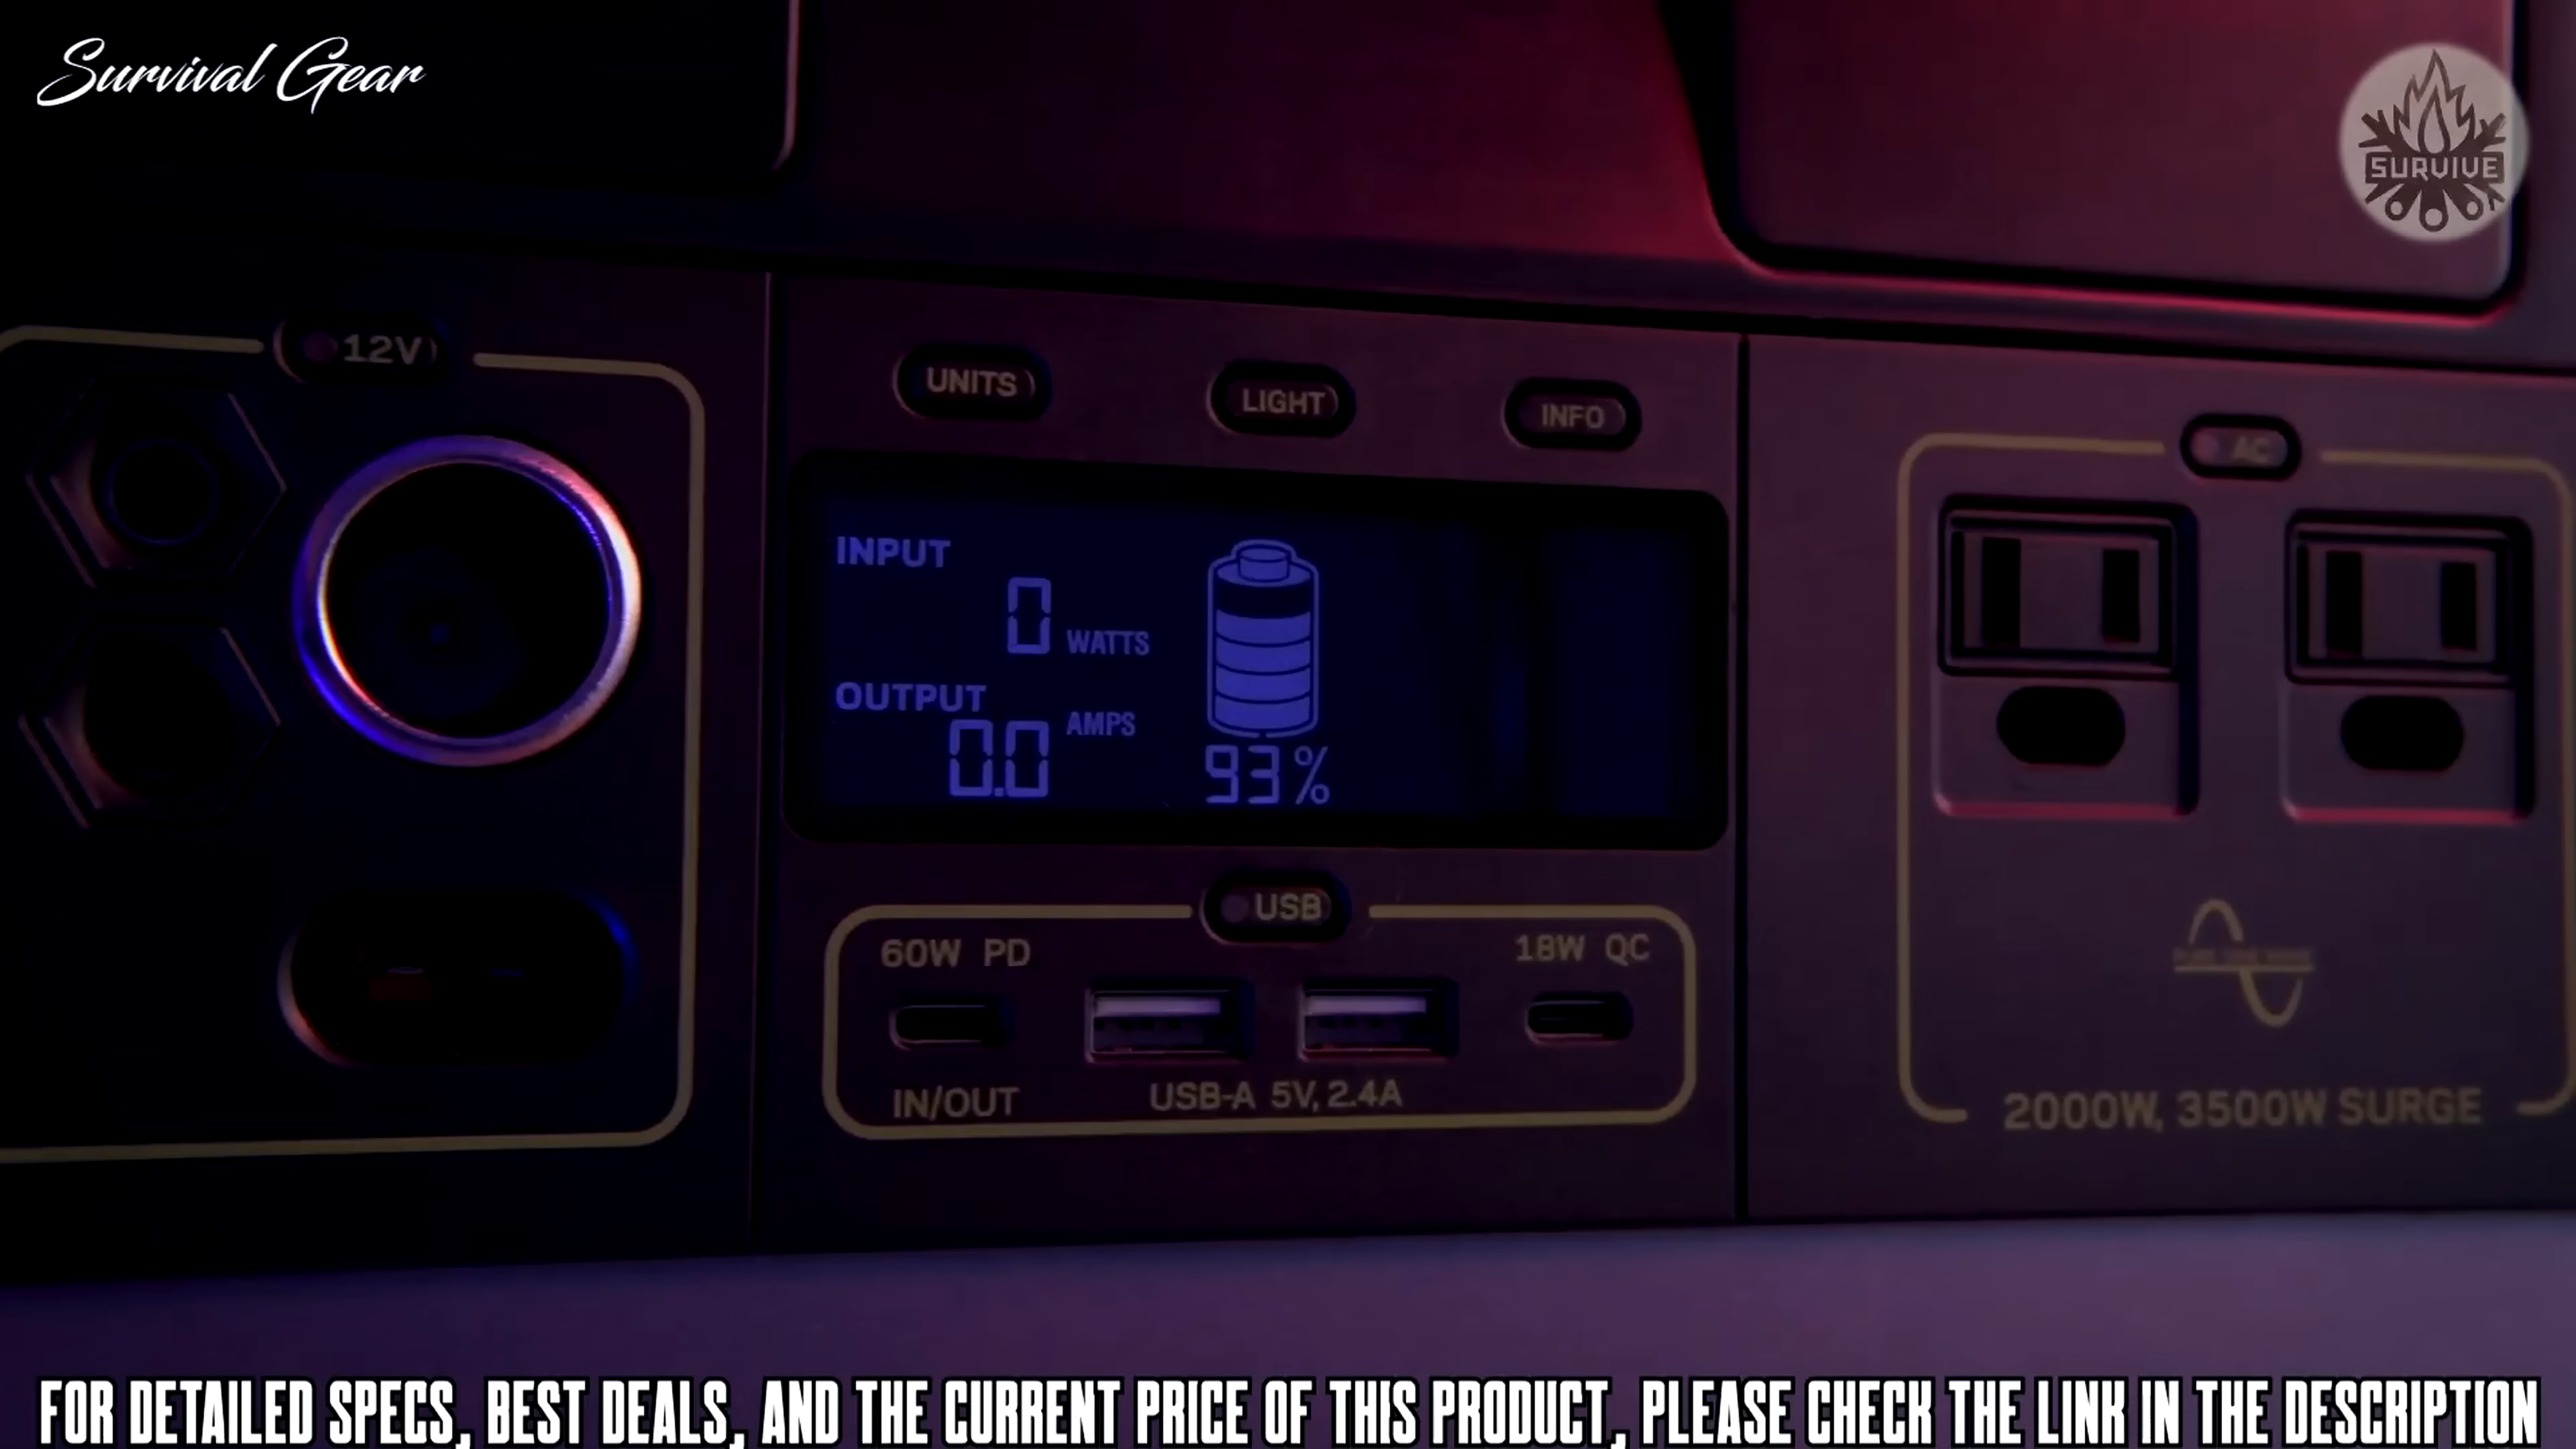 Survival Gear
SURVIVE
12V
UNITS
LIGHT
INFO
AC
INPUT
0 WATTS
OUTPUT
0.0 AMPS
93%
USB
60W PD
18W QC
IN/OUT
USB-A 5V, 2.4A
2000W, 3500W SURGE
FOR DETAILED SPECS, BEST DEALS, AND THE CURRENT PRICE OF THIS PRODUCT, PLEASE CHECK THE LINK IN THE DESCRIPTION